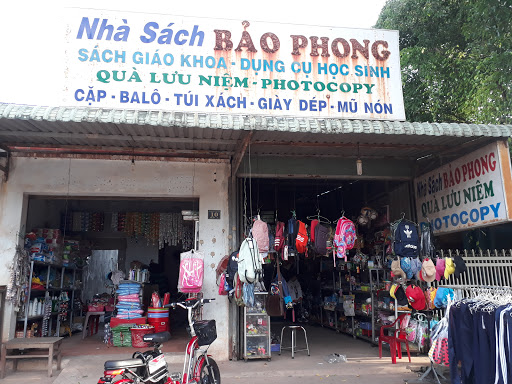 Nhà Sách BẢO PHONG
SÁCH GIÁO KHOA - DỤNG CỤ HỌC SINH
QUÀ LƯU NIỆM - PHOTOCOPY
CẶP - BALÔ - TÚI XÁCH - GIÀY DÉP - MŨ NÓN
Nhà Sách BẢO PHONG
QUÀ LƯU NIỆM
PHOTOCOPY
16
adidas